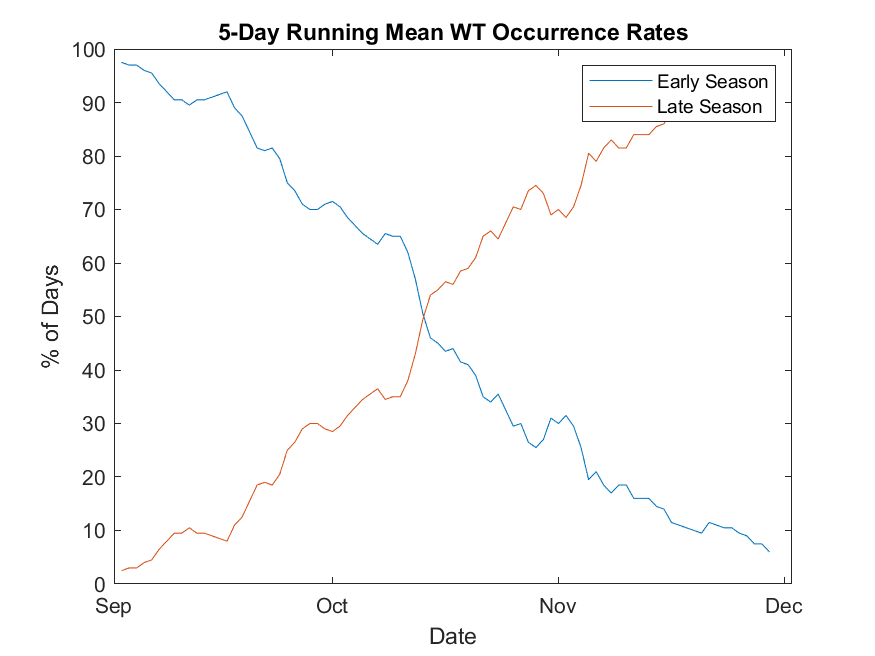 5-Day Running Mean WT Occurrence Rates
100
90
80
70
60
50
40
30
20
10
0
% of Days
Early Season
Late Season
Sep
Oct
Nov
Dec
Date